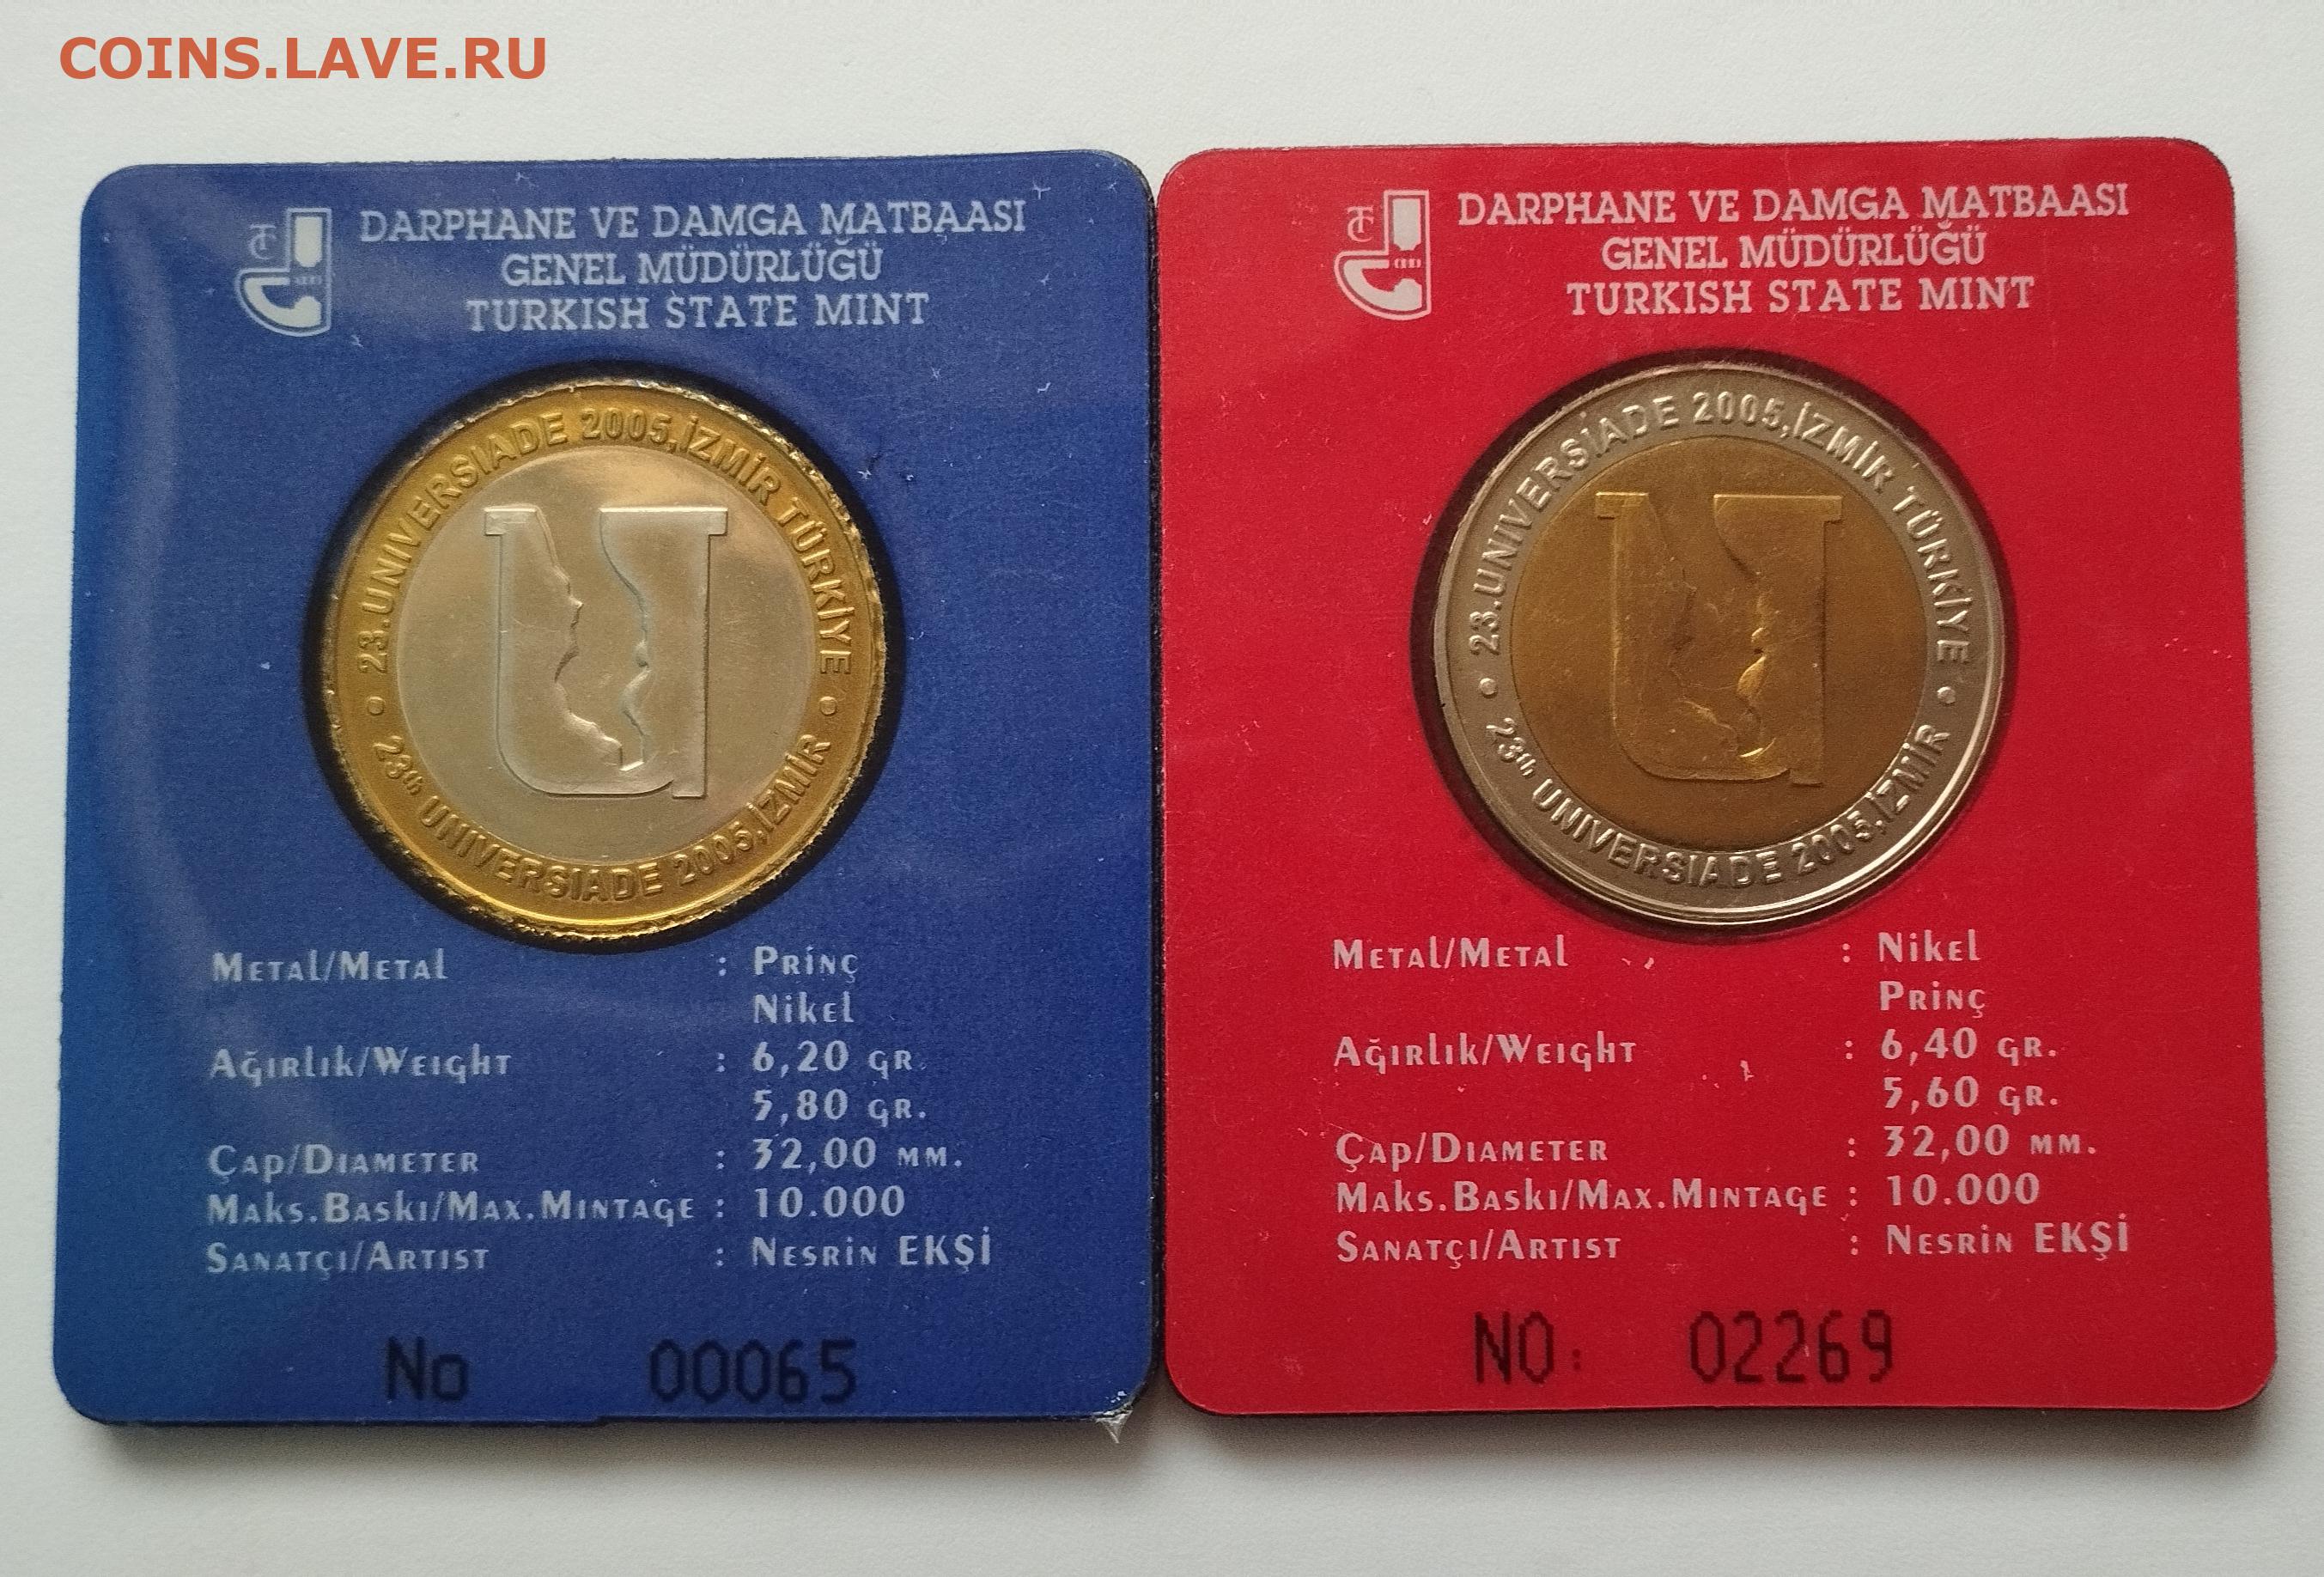 COINS.LAVE.RU
TC
DARPHANE VE DAMGA MATBAASI
GENEL MÜDÜRLÜĞÜ
TURKISH STATE MINT
23.UNIVERSIADE 2005,İZMİR TÜRKİYE
23th UNIVERSIADE 2005,İZMİR
Metal/Metal : Prinç
Nikel
Ağırlık/Weight : 6,20 gr.
5,80 gr.
Çap/Diameter : 32,00 mm.
Maks.Baskı/Max.Mintage : 10.000
Sanatçı/Artist : Nesrin EKŞİ
No 00065
TC
DARPHANE VE DAMGA MATBAASI
GENEL MÜDÜRLÜĞÜ
TURKISH STATE MINT
23.UNIVERSİADE 2005,İZMİR TÜRKİYE
23th UNIVERSIADE 2005,İZMİR
Metal/Metal : Nikel
Prinç
Ağırlık/Weight : 6,40 gr.
5,60 gr.
Çap/Diameter : 32,00 mm.
Maks.Baskı/Max.Mintage : 10.000
Sanatçı/Artist : Nesrin EKŞİ
NO: 02269